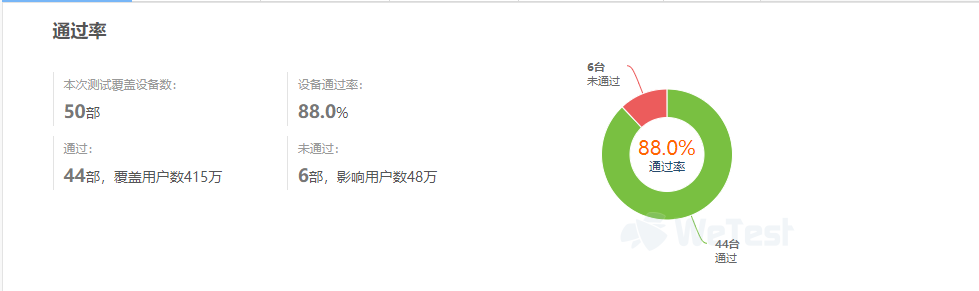 通过率
本次测试覆盖设备数：
50部
设备通过率：
88.0%
通过：
44部，覆盖用户数415万
未通过：
6部，影响用户数48万
6台
未通过
88.0%
通过率
WeTest
44台
通过